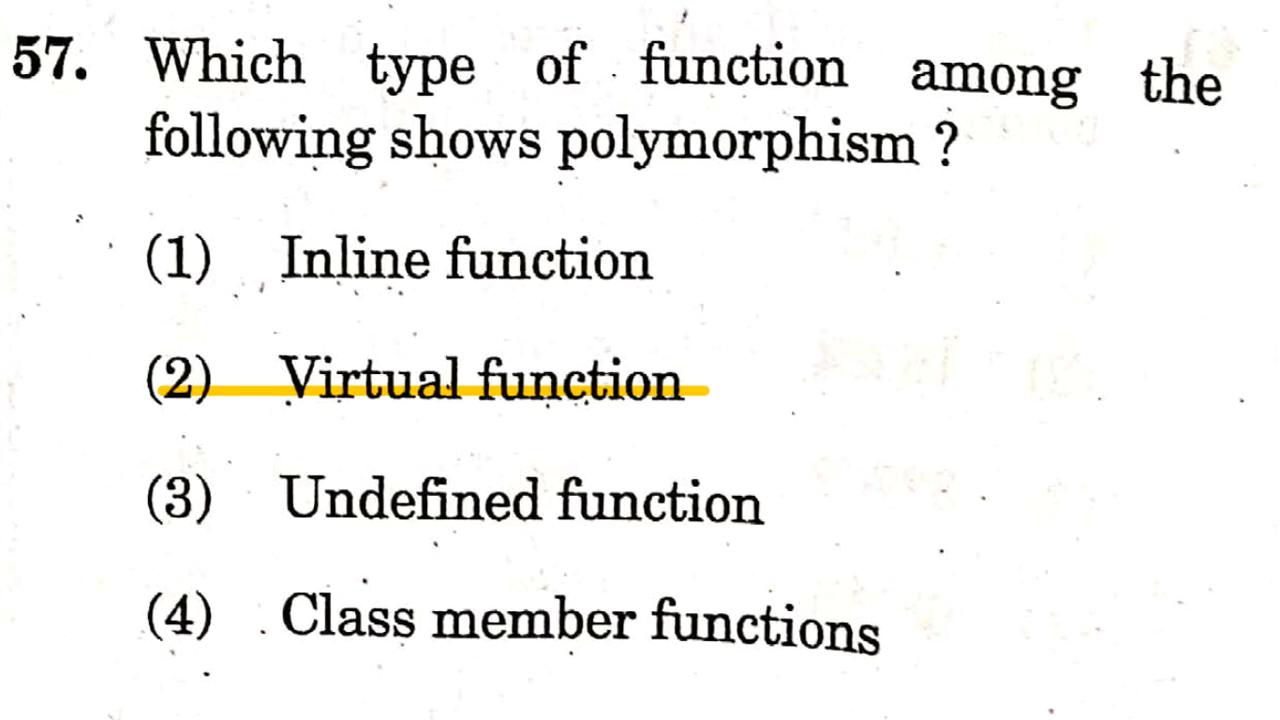 57. Which type of function among the
following shows polymorphism ?
(1) Inline function
(2) Virtual function
(3) Undefined function
(4) Class member functions